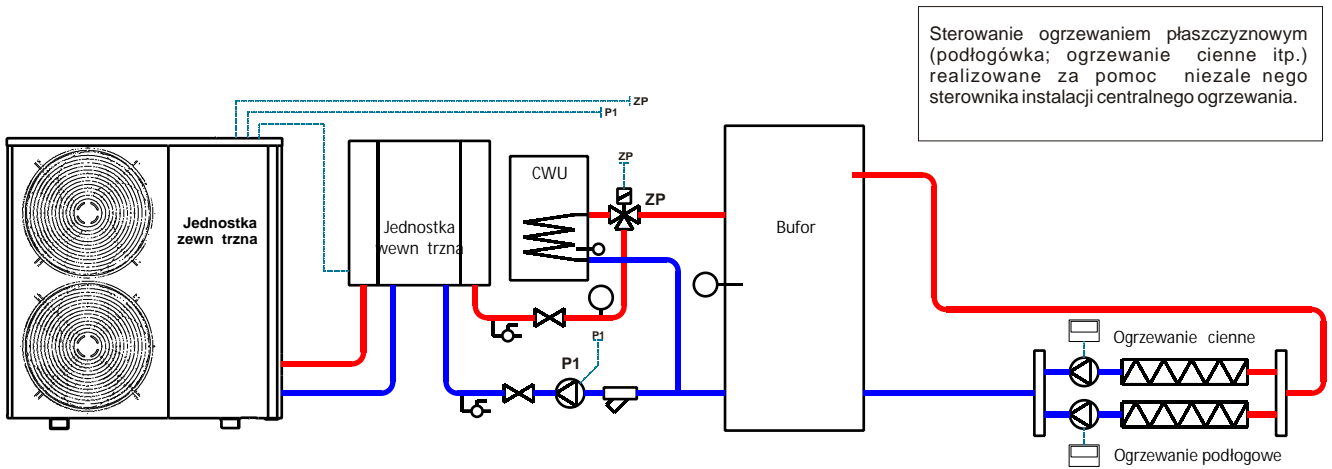 Sterowanie ogrzewaniem płaszczyznowym
(podłogówka; ogrzewanie cienne itp.)
realizowane za pomoc niezale nego
sterownika instalacji centralnego ogrzewania.
ZP
P1
ZP
CWU
ZP
Jednostka
zewn trzna
Jednostka
wewn trzna
Bufor
P1
P1
Ogrzewanie cienne
Ogrzewanie podłogowe